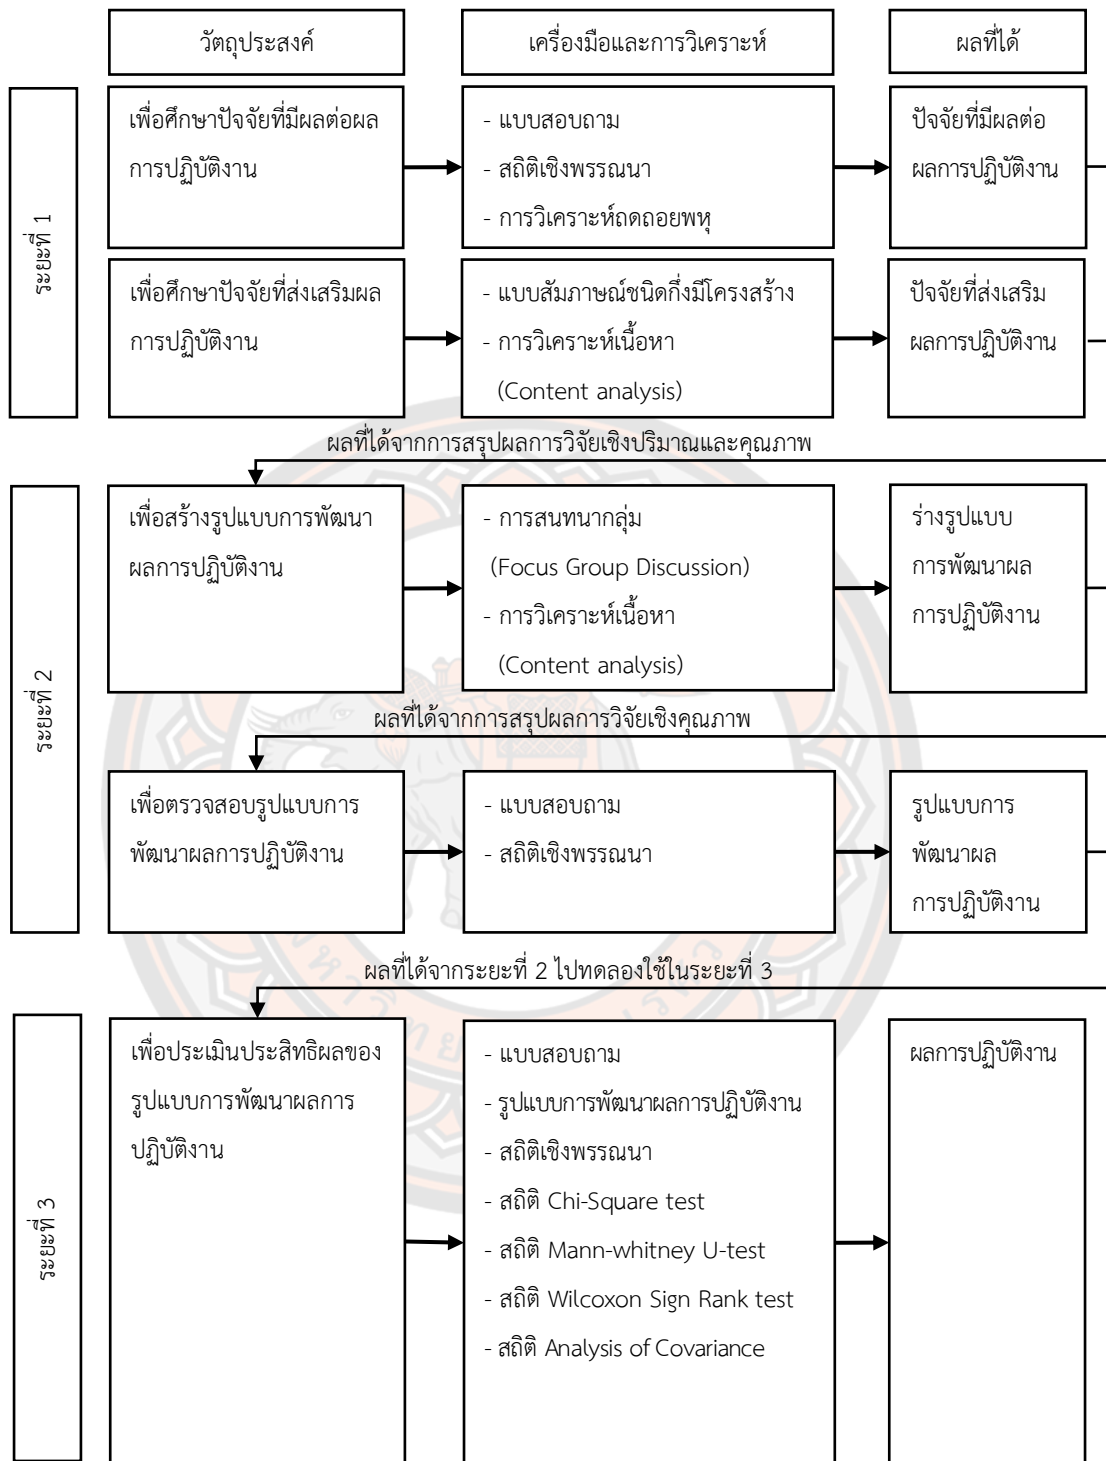 วัตถุประสงค์
เครื่องมือและการวิเคราะห์
ผลที่ได้
ระยะที่ 1
เพื่อศึกษาปัจจัยที่มีผลต่อผล
การปฏิบัติงาน
- แบบสอบถาม
- สถิติเชิงพรรณนา
- การวิเคราะห์ถดถอยพหุ
ปัจจัยที่มีผลต่อ
ผลการปฏิบัติงาน
เพื่อศึกษาปัจจัยที่ส่งเสริมผล
การปฏิบัติงาน
- แบบสัมภาษณ์ชนิดกึ่งมีโครงสร้าง
- การวิเคราะห์เนื้อหา
(Content analysis)
ปัจจัยที่ส่งเสริม
ผลการปฏิบัติงาน
ผลที่ได้จากการสรุปผลการวิจัยเชิงปริมาณและคุณภาพ
ระยะที่ 2
เพื่อสร้างรูปแบบการพัฒนา
ผลการปฏิบัติงาน
- การสนทนากลุ่ม
(Focus Group Discussion)
- การวิเคราะห์เนื้อหา
(Content analysis)
ร่างรูปแบบ
การพัฒนาผล
การปฏิบัติงาน
ผลที่ได้จากการสรุปผลการวิจัยเชิงคุณภาพ
เพื่อตรวจสอบรูปแบบการ
พัฒนาผลการปฏิบัติงาน
- แบบสอบถาม
- สถิติเชิงพรรณนา
รูปแบบการ
พัฒนาผล
การปฏิบัติงาน
ผลที่ได้จากระยะที่ 2 ไปทดลองใช้ในระยะที่ 3
ระยะที่ 3
เพื่อประเมินประสิทธิผลของ
รูปแบบการพัฒนาผลการ
ปฏิบัติงาน
- แบบสอบถาม
- รูปแบบการพัฒนาผลการปฏิบัติงาน
- สถิติเชิงพรรณนา
- สถิติ Chi-Square test
- สถิติ Mann-whitney U-test
- สถิติ Wilcoxon Sign Rank test
- สถิติ Analysis of Covariance
ผลการปฏิบัติงาน